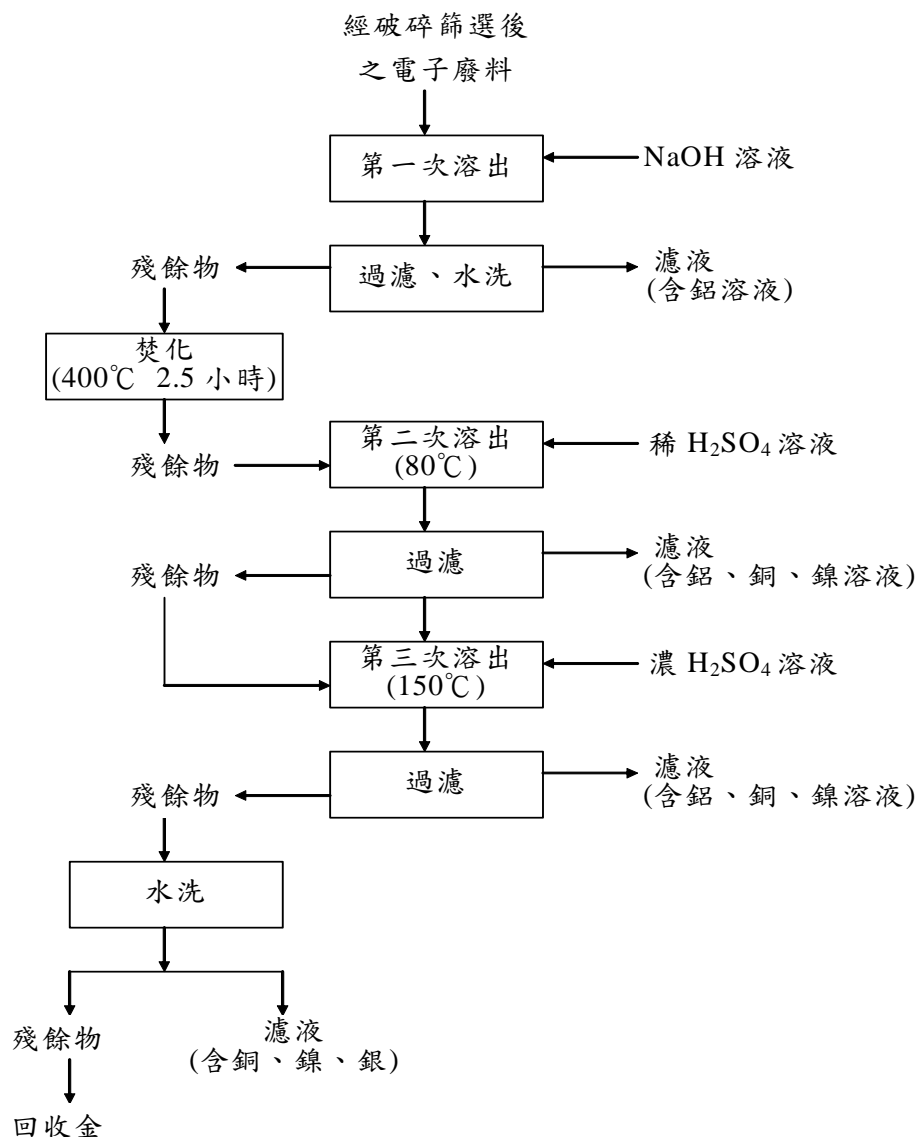 經破碎篩選後
之電子廢料
第一次溶出
NaOH 溶液
殘餘物
過濾、水洗
濾液
(含鋁溶液)
焚化
(400℃ 2.5 小時)
殘餘物
第二次溶出
(80℃)
稀 H₂SO₄ 溶液
殘餘物
過濾
濾液
(含鋁、銅、鎳溶液)
第三次溶出
(150℃)
濃 H₂SO₄ 溶液
殘餘物
過濾
濾液
(含鋁、銅、鎳溶液)
水洗
殘餘物
濾液
(含銅、鎳、銀)
回收金